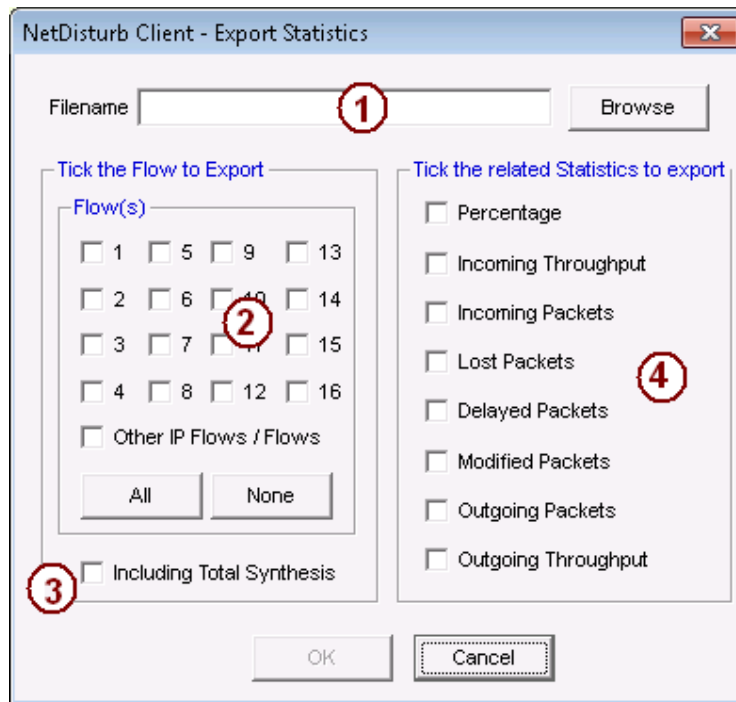 NetDisturb Client - Export Statistics
Filename
1
Browse
Tick the Flow to Export
Flow(s)
1 5 9 13
2 6 10 14
3 7 11 15
4 8 12 16
2
Other IP Flows / Flows
All None
3
Including Total Synthesis
Tick the related Statistics to export
Percentage
Incoming Throughput
Incoming Packets
Lost Packets
4
Delayed Packets
Modified Packets
Outgoing Packets
Outgoing Throughput
OK Cancel